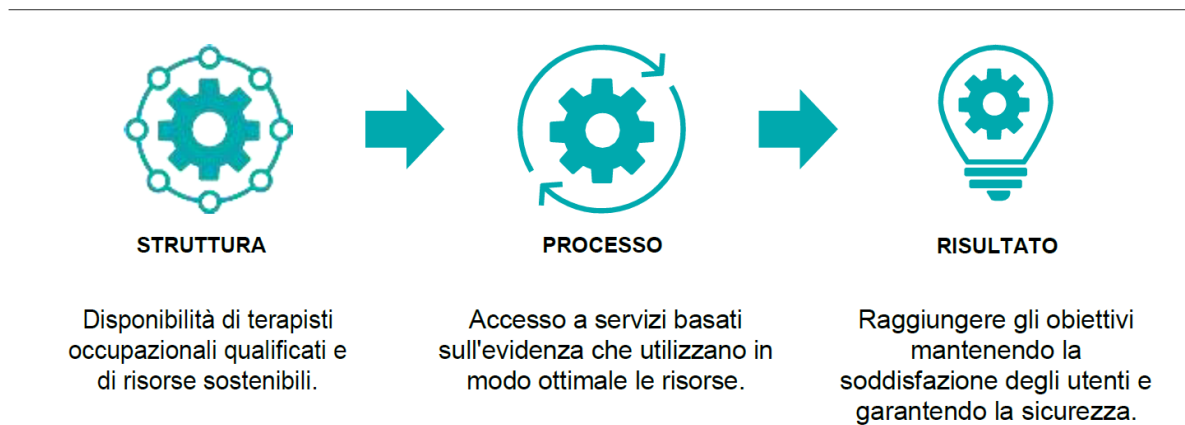 STRUTTURA
Disponibilità di terapisti
occupazionali qualificati e
di risorse sostenibili.
PROCESSO
Accesso a servizi basati
sull'evidenza che utilizzano in
modo ottimale le risorse.
RISULTATO
Raggiungere gli obiettivi
mantenendo la
soddisfazione degli utenti e
garantendo la sicurezza.